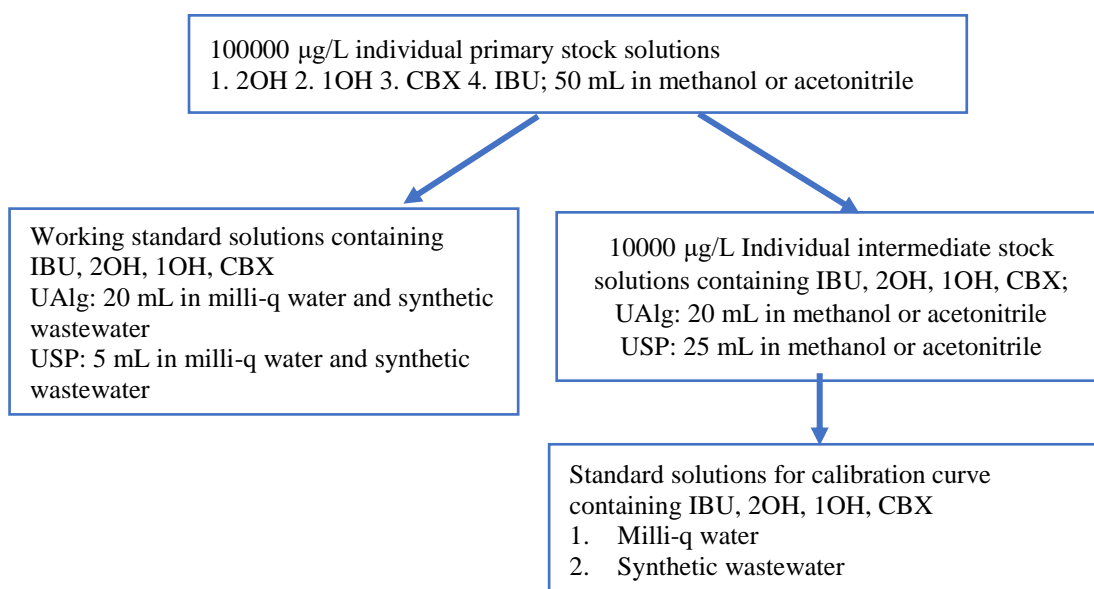 100000 µg/L individual primary stock solutions
1. 2OH 2. 1OH 3. CBX 4. IBU; 50 mL in methanol or acetonitrile
Working standard solutions containing
IBU, 2OH, 1OH, CBX
UAlg: 20 mL in milli-q water and synthetic
wastewater
USP: 5 mL in milli-q water and synthetic
wastewater
10000 µg/L Individual intermediate stock
solutions containing IBU, 2OH, 1OH, CBX;
UAlg: 20 mL in methanol or acetonitrile
USP: 25 mL in methanol or acetonitrile
Standard solutions for calibration curve
containing IBU, 2OH, 1OH, CBX
1. Milli-q water
2. Synthetic wastewater